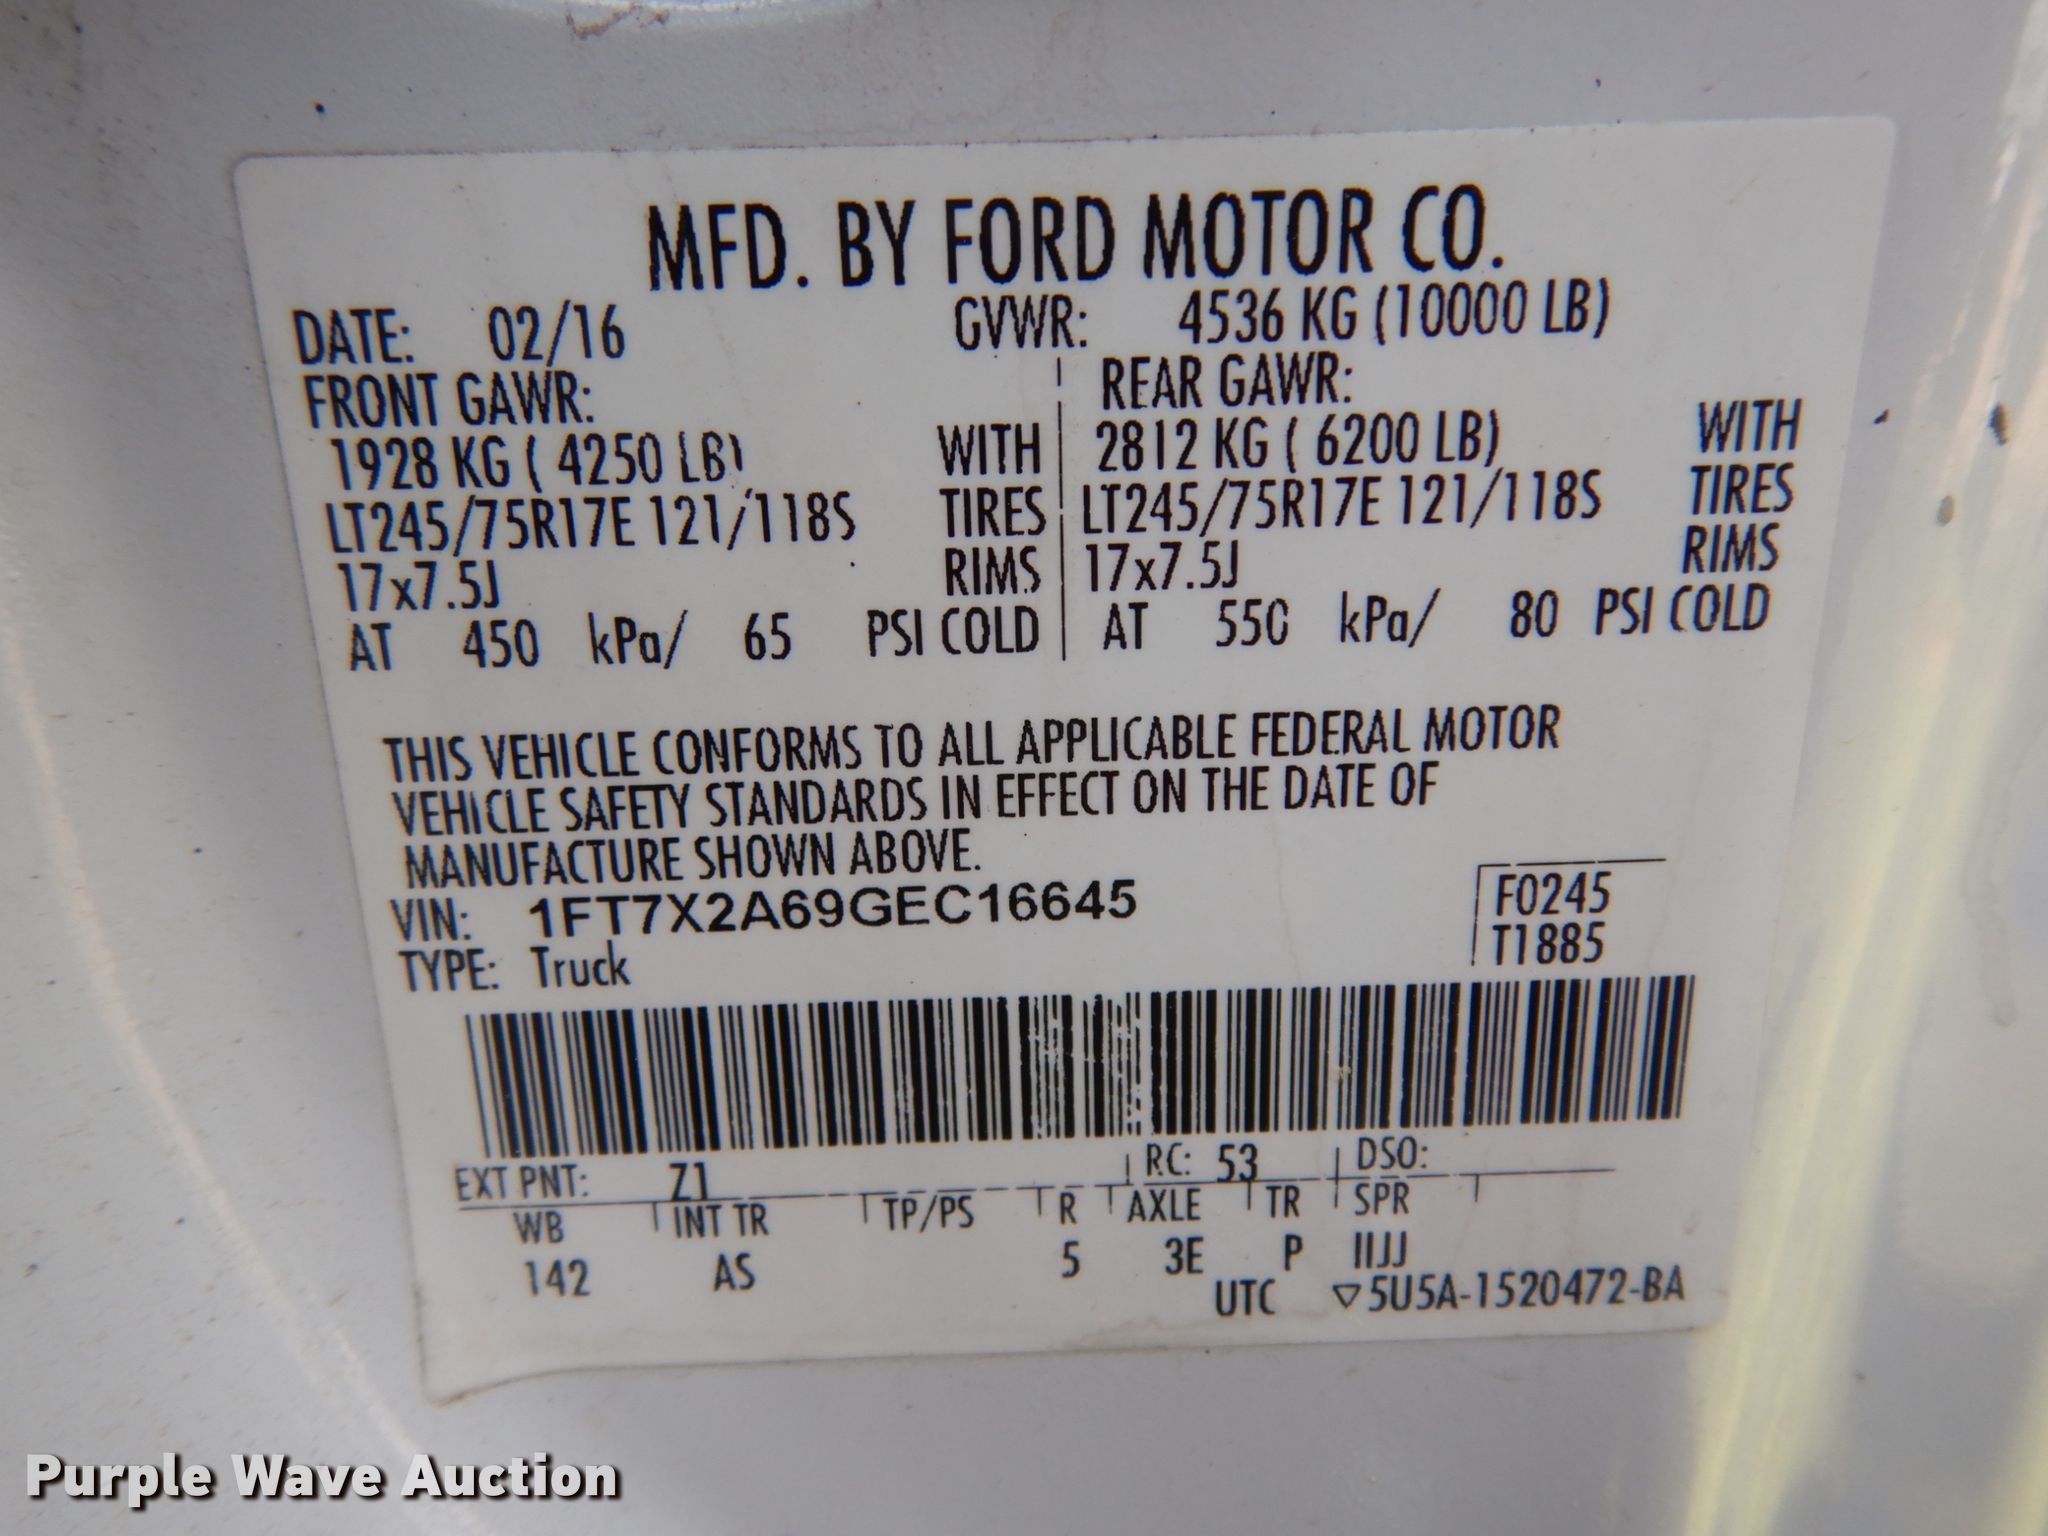 MFD. BY FORD MOTOR CO.
DATE: 02/16 GVWR: 4536 KG (10000 LB)
FRONT GAWR: REAR GAWR:
1928 KG ( 4250 LB) WITH 2812 KG ( 6200 LB) WITH
LT245/75R17E 121/118S TIRES LT245/75R17E 121/118S TIRES
17x7.5J RIMS 17x7.5J RIMS
AT 450 kPa/ 65 PSI COLD AT 550 kPa/ 80 PSI COLD
THIS VEHICLE CONFORMS TO ALL APPLICABLE FEDERAL MOTOR
VEHICLE SAFETY STANDARDS IN EFFECT ON THE DATE OF
MANUFACTURE SHOWN ABOVE.
VIN: 1FT7X2A69GEC16645 F0245
TYPE: Truck T1885
EXT PNT: Z1 RC: 53 DSO:
WB INT TR TP/PS R AXLE TR SPR
142 AS 5 3E P IIJJ
UTC ▽5U5A-1520472-BA
Purple Wave Auction